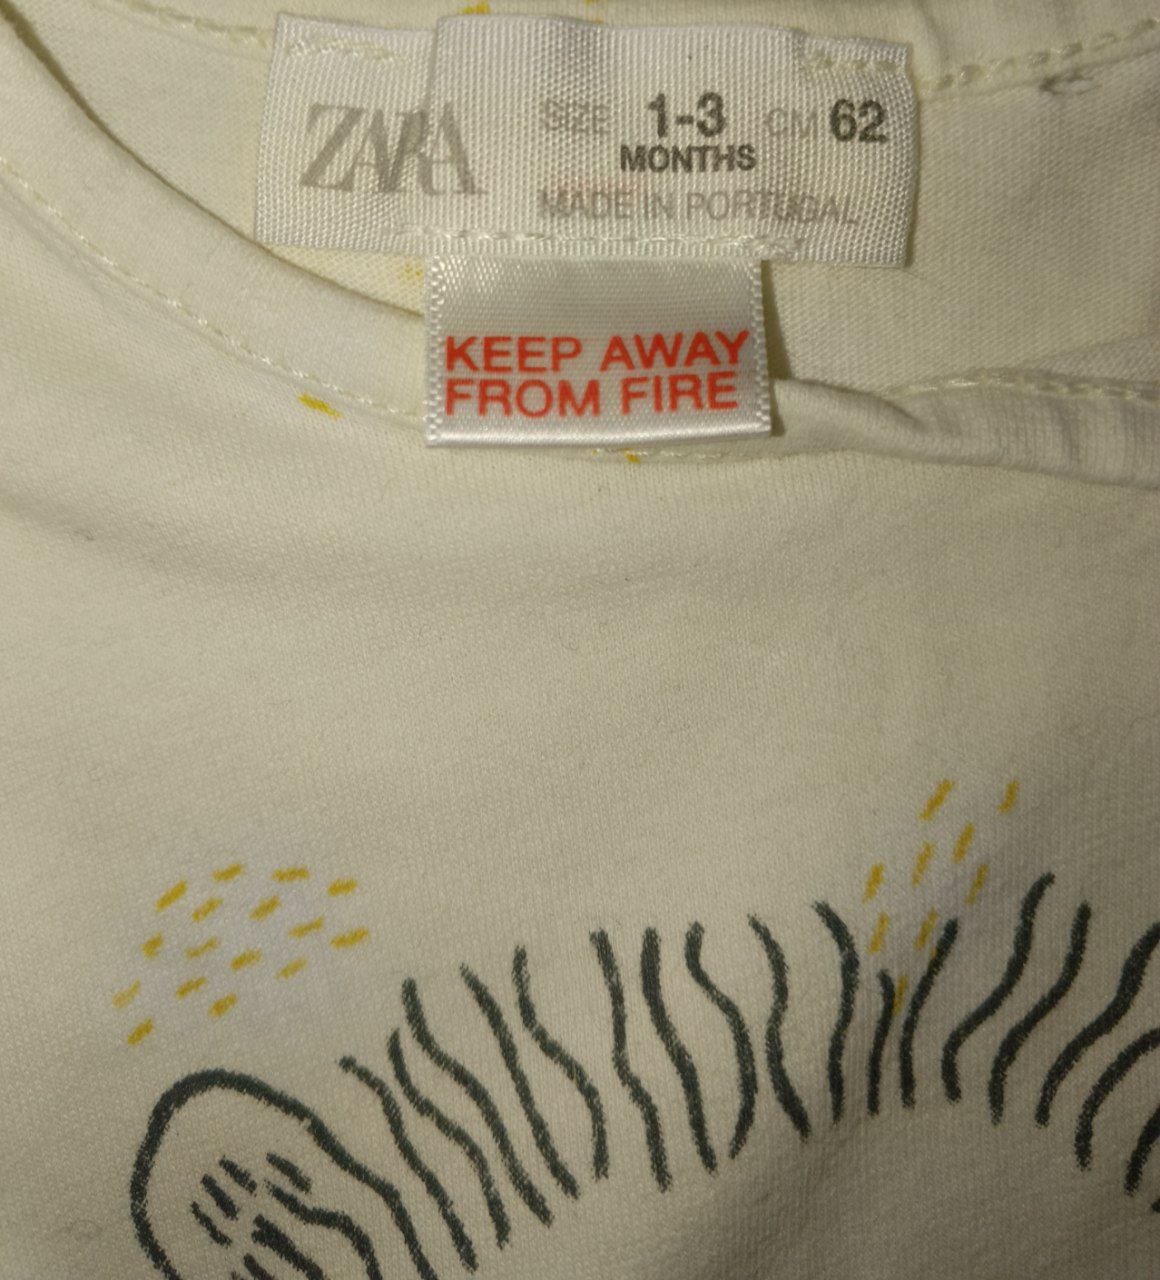 ZARA
SIZE 1-3 CM 62
MONTHS
MADE IN PORTUGAL
KEEP AWAY
FROM FIRE